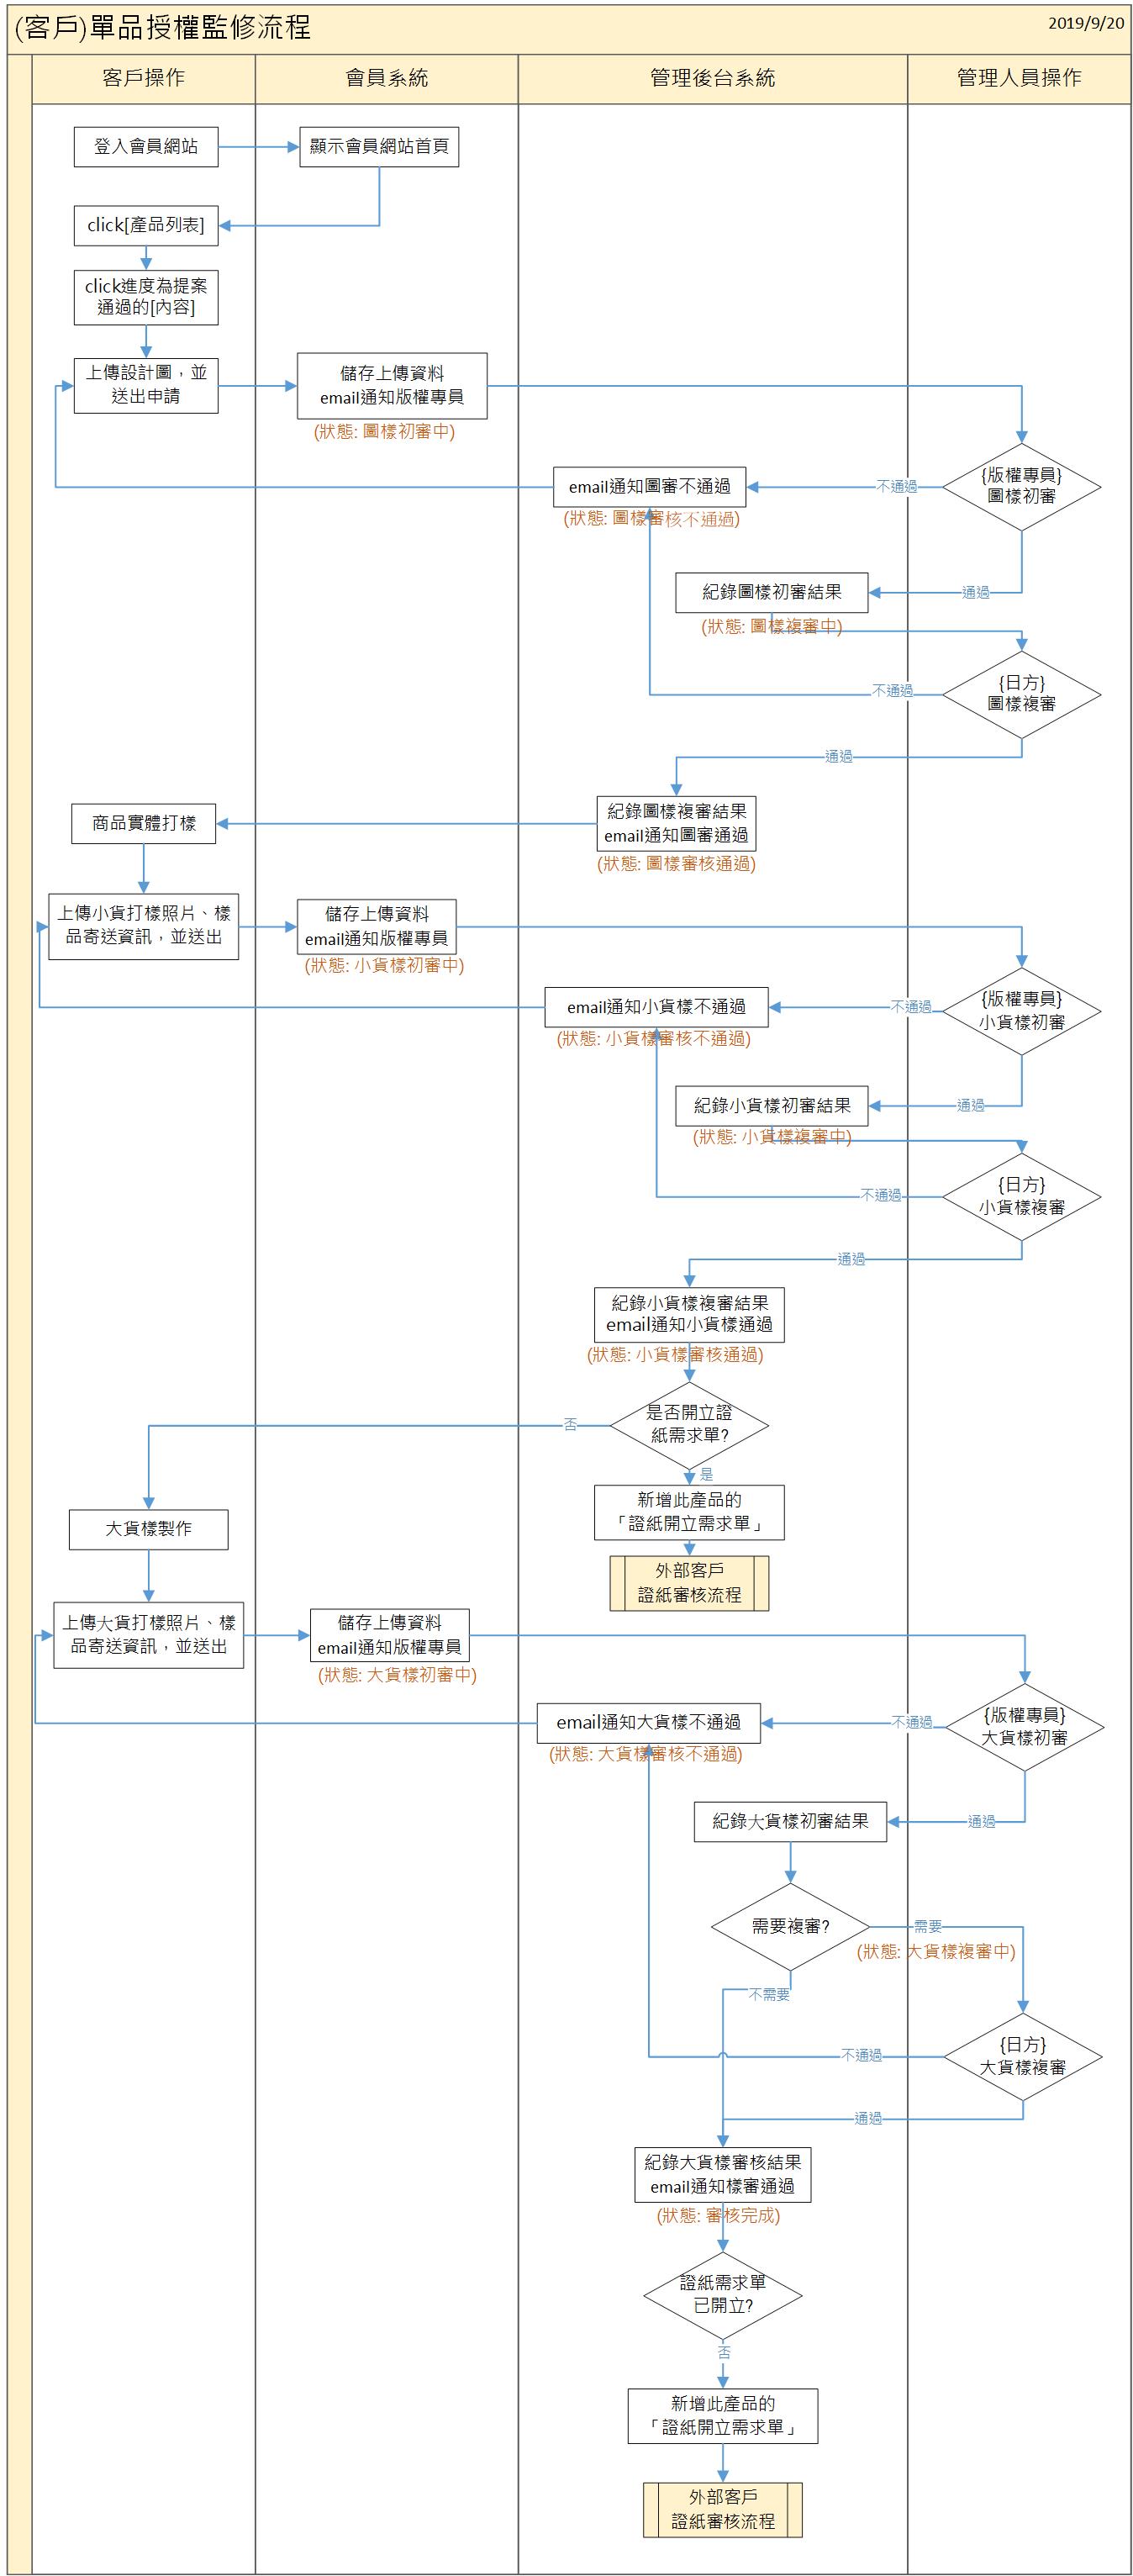 (客戶)單品授權監修流程
2019/9/20
客戶操作
會員系統
管理後台系統
管理人員操作
登入會員網站
顯示會員網站首頁
click[產品列表]
click進度為提案
通過的[內容]
上傳設計圖，並
送出申請
儲存上傳資料
email通知版權專員
(狀態: 圖樣初審中)
{版權專員}
圖樣初審
不通過
email通知圖審不通過
(狀態: 圖樣審核不通過)
通過
紀錄圖樣初審結果
(狀態: 圖樣複審中)
{日方}
圖樣複審
不通過
通過
紀錄圖樣複審結果
email通知圖審通過
(狀態: 圖樣審核通過)
商品實體打樣
上傳小貨打樣照片、樣
品寄送資訊，並送出
儲存上傳資料
email通知版權專員
(狀態: 小貨樣初審中)
{版權專員}
小貨樣初審
不通過
email通知小貨樣不通過
(狀態: 小貨樣審核不通過)
通過
紀錄小貨樣初審結果
(狀態: 小貨樣複審中)
{日方}
小貨樣複審
不通過
通過
紀錄小貨樣複審結果
email通知小貨樣通過
(狀態: 小貨樣審核通過)
是否開立證
紙需求單?
否
是
新增此產品的
「證紙開立需求單」
外部客戶
證紙審核流程
大貨樣製作
上傳大貨打樣照片、樣
品寄送資訊，並送出
儲存上傳資料
email通知版權專員
(狀態: 大貨樣初審中)
{版權專員}
大貨樣初審
不通過
email通知大貨樣不通過
(狀態: 大貨樣審核不通過)
通過
紀錄大貨樣初審結果
需要複審?
需要
(狀態: 大貨樣複審中)
不需要
{日方}
大貨樣複審
不通過
通過
紀錄大貨樣審核結果
email通知樣審通過
(狀態: 審核完成)
證紙需求單
已開立?
否
新增此產品的
「證紙開立需求單」
外部客戶
證紙審核流程